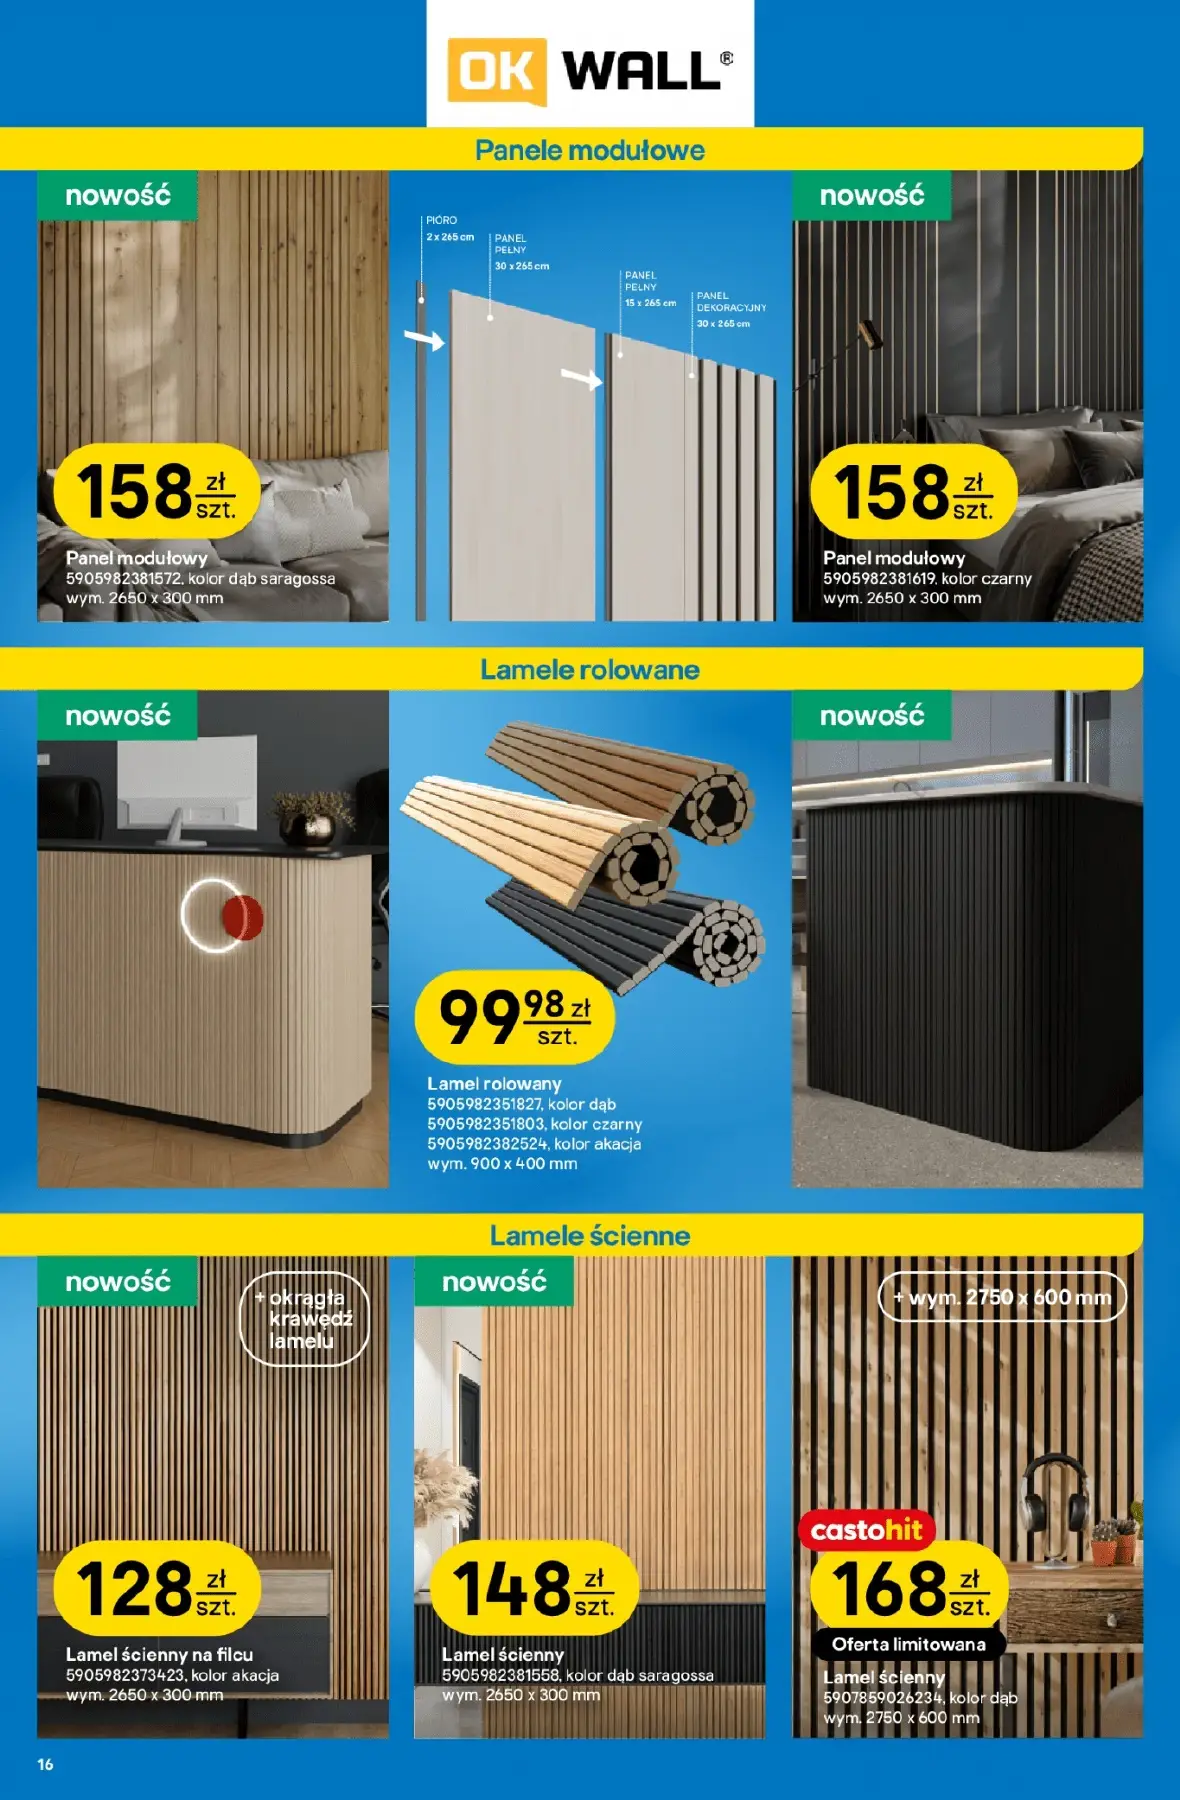 OK WALL®
Panele modułowe
nowość
158 zł
szt.
Panel modułowy
5905982381572, kolor dąb saragossa
wym. 2650 x 300 mm
PIÓRO
2 x 265 cm
PANEL
PEŁNY
30 x 265 cm
PANEL
PEŁNY
15 x 265 cm
PANEL
DEKORACYJNY
30 x 265 cm
nowość
158 zł
szt.
Panel modułowy
5905982381619, kolor czarny
wym. 2650 x 300 mm
Lamele rolowane
nowość
99 98 zł
szt.
Lamel rolowany
5905982351827, kolor dąb
5905982351803, kolor czarny
5905982382524, kolor akacja
wym. 900 x 400 mm
nowość
Lamele ścienne
nowość
+ okrągła
krawędź
lamelu
128 zł
szt.
Lamel ścienny na filcu
5905982373423, kolor akacja
wym. 2650 x 300 mm
nowość
148 zł
szt.
Lamel ścienny
5905982381558, kolor dąb saragossa
wym. 2650 x 300 mm
+ wym. 2750 x 600 mm
castohit
168 zł
szt.
Oferta limitowana
Lamel ścienny
5907859026234, kolor dąb
wym. 2750 x 600 mm
16